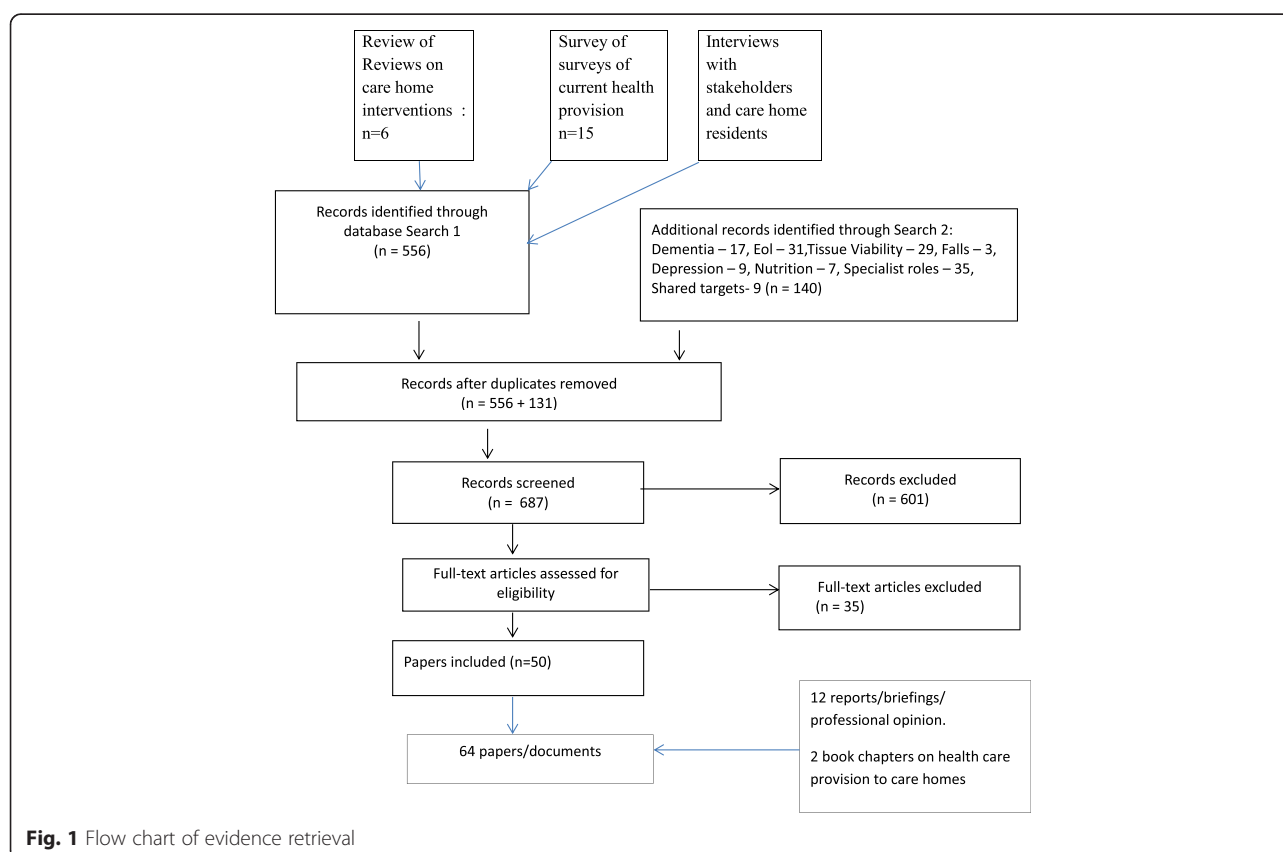 Review of
Reviews on
care home
interventions :
n=6
Survey of
surveys of
current health
provision
n=15
Interviews
with
stakeholders
and care home
residents
Records identified through
database Search 1
(n = 556)
Additional records identified through Search 2:
Dementia – 17, Eol – 31,Tissue Viability – 29, Falls – 3,
Depression – 9, Nutrition – 7, Specialist roles – 35,
Shared targets- 9 (n = 140)
Records after duplicates removed
(n = 556 + 131)
Records screened
(n = 687)
Records excluded
(n = 601)
Full-text articles assessed for
eligibility
Full-text articles excluded
(n = 35)
Papers included (n=50)
12 reports/briefings/
professional opinion.
2 book chapters on health care
provision to care homes
64 papers/documents
Fig. 1 Flow chart of evidence retrieval